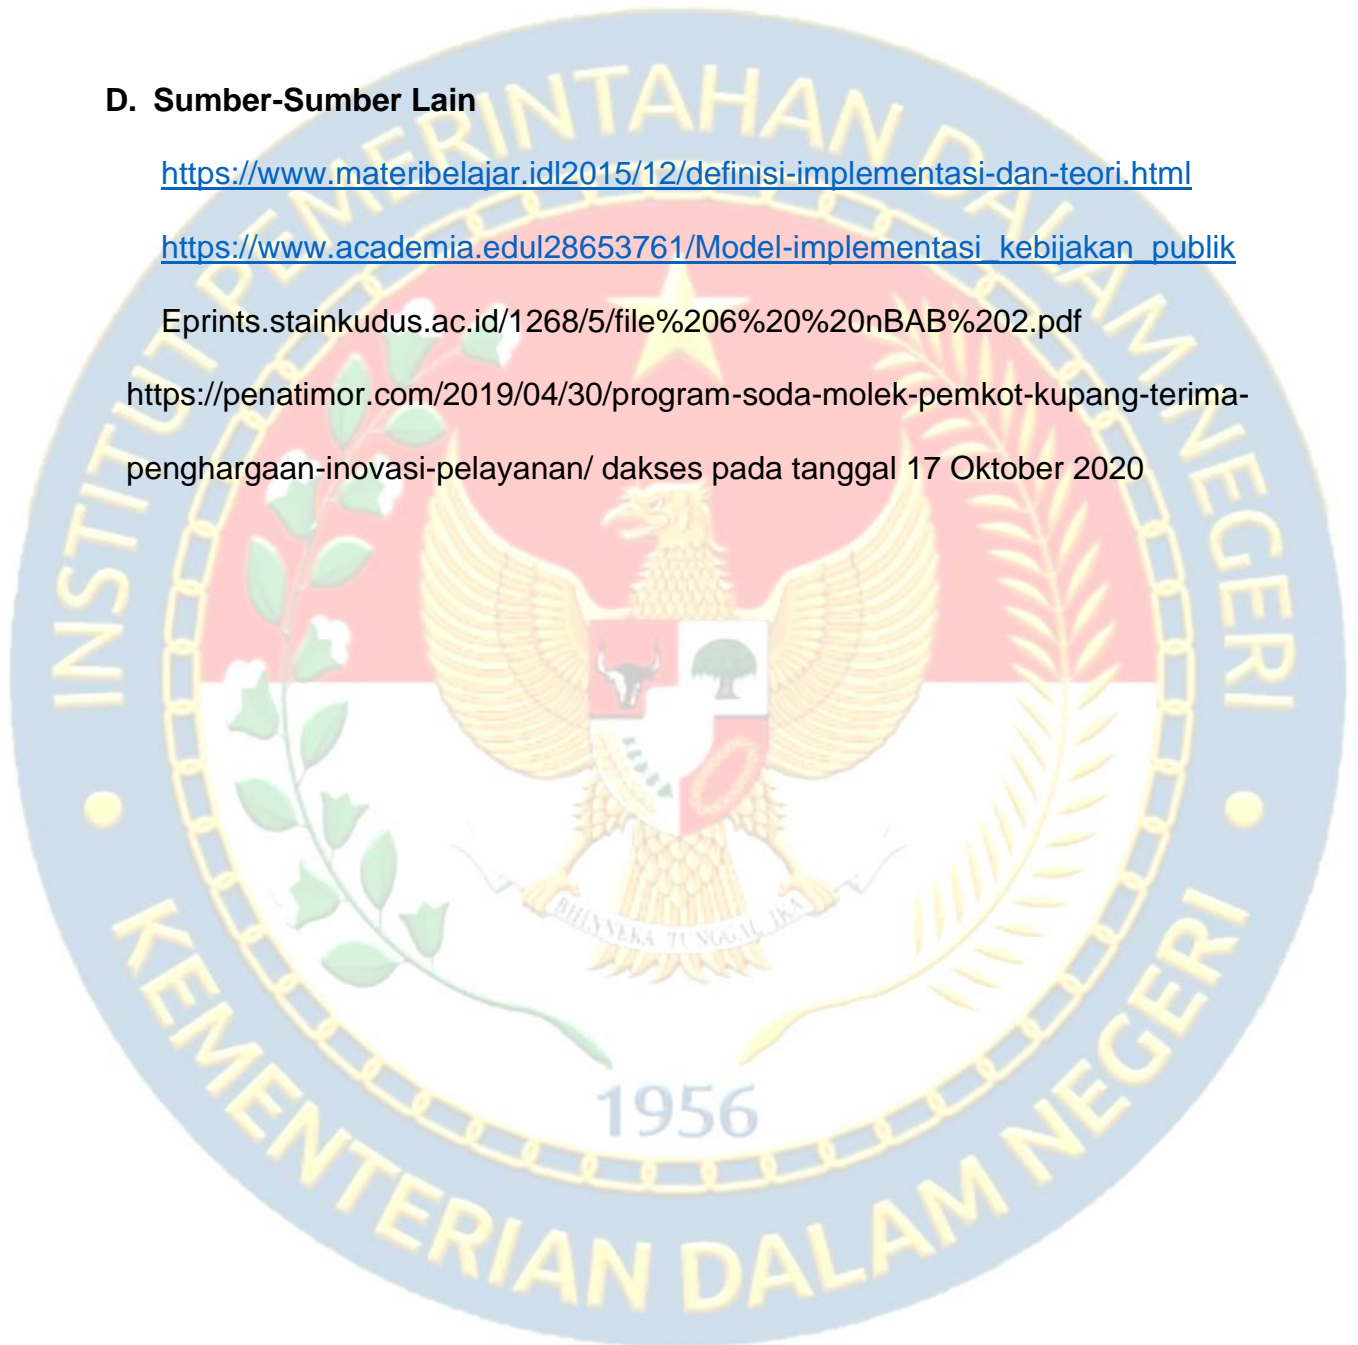 D. Sumber-Sumber Lain
https://www.materibelajar.idl2015/12/definisi-implementasi-dan-teori.html
https://www.academia.edul28653761/Model-implementasi_kebijakan_publik
Eprints.stainkudus.ac.id/1268/5/file%206%20%20nBAB%202.pdf
https://penatimor.com/2019/04/30/program-soda-molek-pemkot-kupang-terima-
penghargaan-inovasi-pelayanan/ dakses pada tanggal 17 Oktober 2020
INSTITUT PEMERINTAHAN DALAM NEGERI
BHINNEKA TUNGGAL IKA
1956
KEMENTERIAN DALAM NEGERI